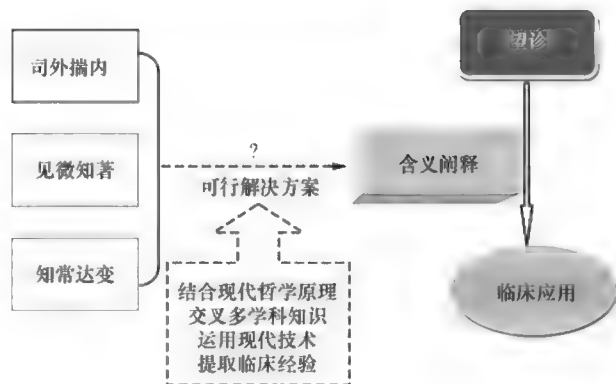 望诊
司外揣内
?
见微知著
可行解决方案
含义阐释
知常达变
结合现代哲学原理
交叉多学科知识
运用现代技术
提取临床经验
临床应用